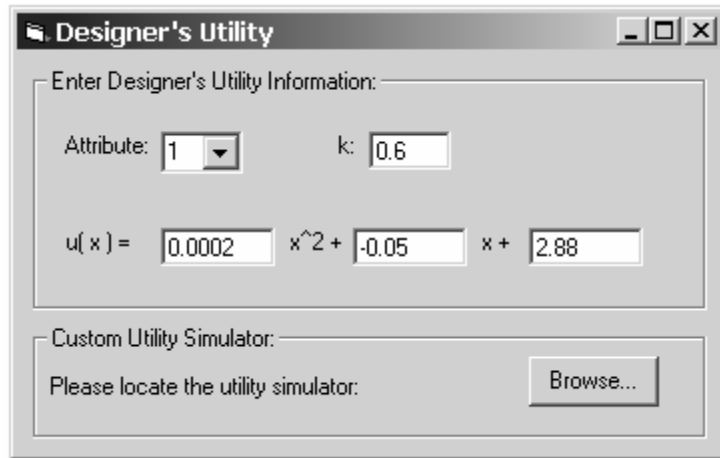 Designer's Utility
Enter Designer's Utility Information:
Attribute: 1 k: 0.6
u( x ) = 0.0002 x^2 + -0.05 x + 2.88
Custom Utility Simulator:
Please locate the utility simulator: Browse...